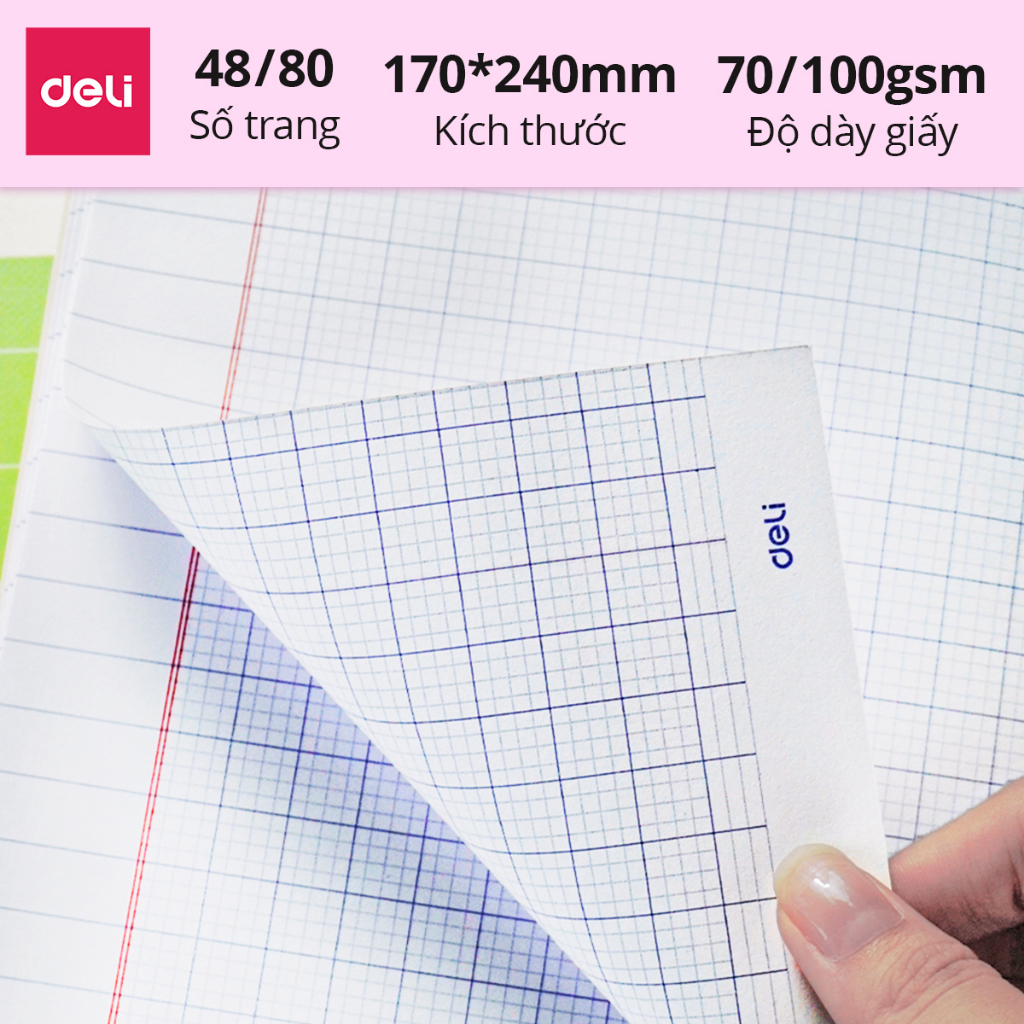 deli
48/80
Số trang
170*240mm
Kích thước
70/100gsm
Độ dày giấy
deli